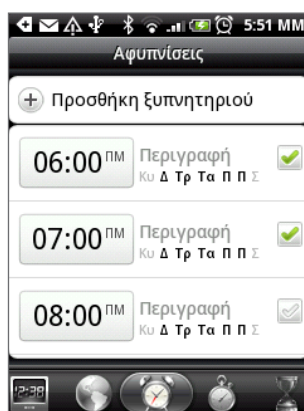 5:51 MM
Αφυπνίσεις
Προσθήκη ξυπνητηριού
06:00 ΠΜ Περιγραφή
Κυ Δ Τρ Τα Π Π Σ
07:00 ΠΜ Περιγραφή
Κυ Δ Τρ Τα Π Π Σ
08:00 ΠΜ Περιγραφή
Κυ Δ Τρ Τα Π Π Σ
12:38